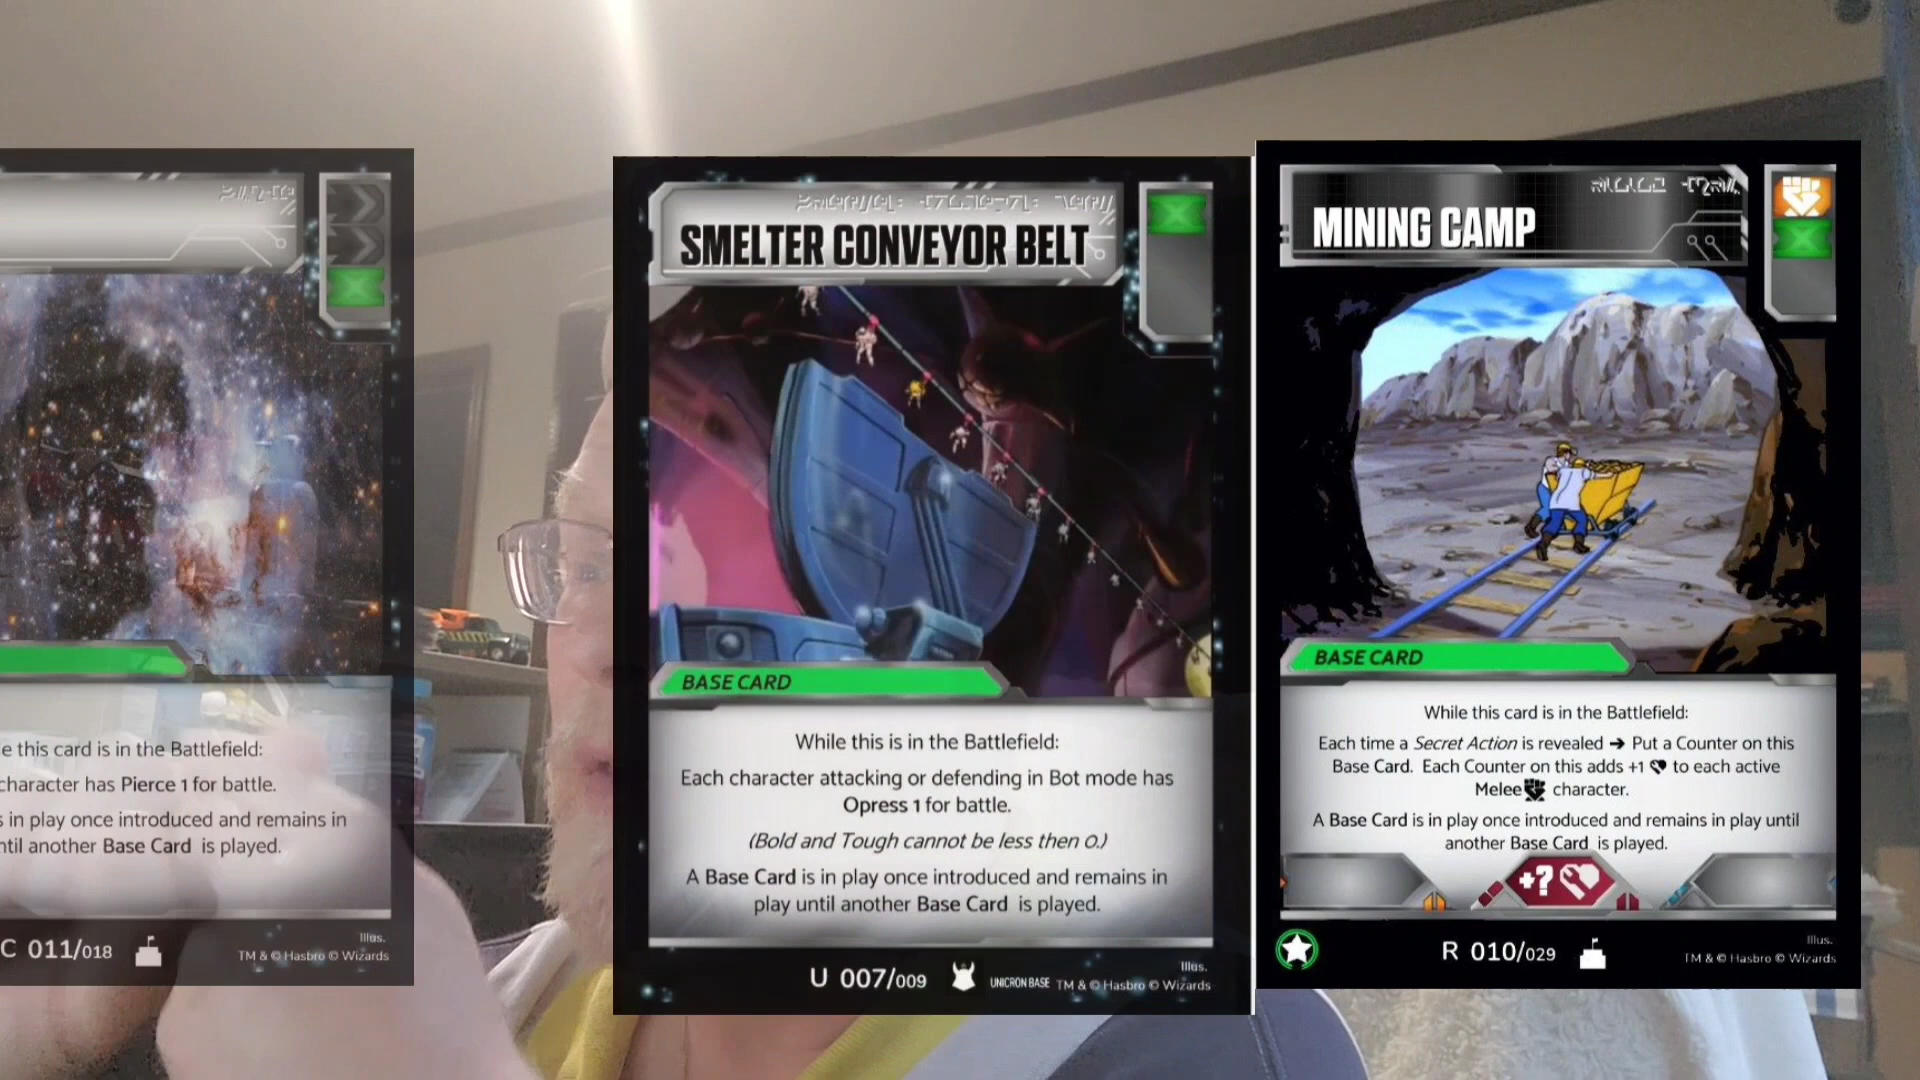 e this card is in the Battlefield:
character has Pierce 1 for battle.
s in play once introduced and remains in
ntil another Base Card is played.
C 011/018
Illus.
TM & © Hasbro © Wizards
SMELTER CONVEYOR BELT
BASE CARD
While this is in the Battlefield:
Each character attacking or defending in Bot mode has
Opress 1 for battle.
(Bold and Tough cannot be less then 0.)
A Base Card is in play once introduced and remains in
play until another Base Card is played.
U 007/009
UNICRON BASE
Illus.
TM & © Hasbro © Wizards
MINING CAMP
BASE CARD
While this card is in the Battlefield:
Each time a Secret Action is revealed ➔ Put a Counter on this
Base Card. Each Counter on this adds +1 to each active
Melee character.
A Base Card is in play once introduced and remains in play until
another Base Card is played.
+?
R 010/029
Illus.
TM & © Hasbro © Wizards